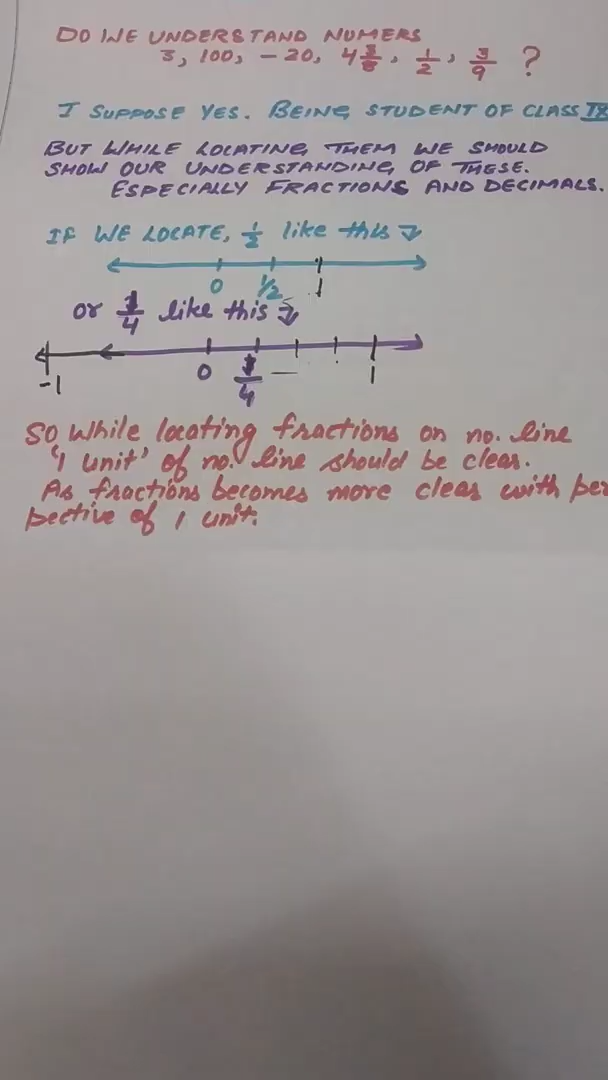 DO WE UNDERSTAND NUMERS
3, 100, -20, 4 3/8, 1/2, 3/9 ?
I SUPPOSE YES. BEING STUDENT OF CLASS IX
BUT WHILE LOCATING THEM WE SHOULD
SHOW OUR UNDERSTANDING OF THESE.
ESPECIALLY FRACTIONS AND DECIMALS.
IF WE LOCATE, 1/2 like this
0 1/2 1
or 1/4 like this
-1 0 1/4 1
So while locating fractions on no. line
'1 unit' of no. line should be clear.
As fractions becomes more clear with per
pective of 1 unit.